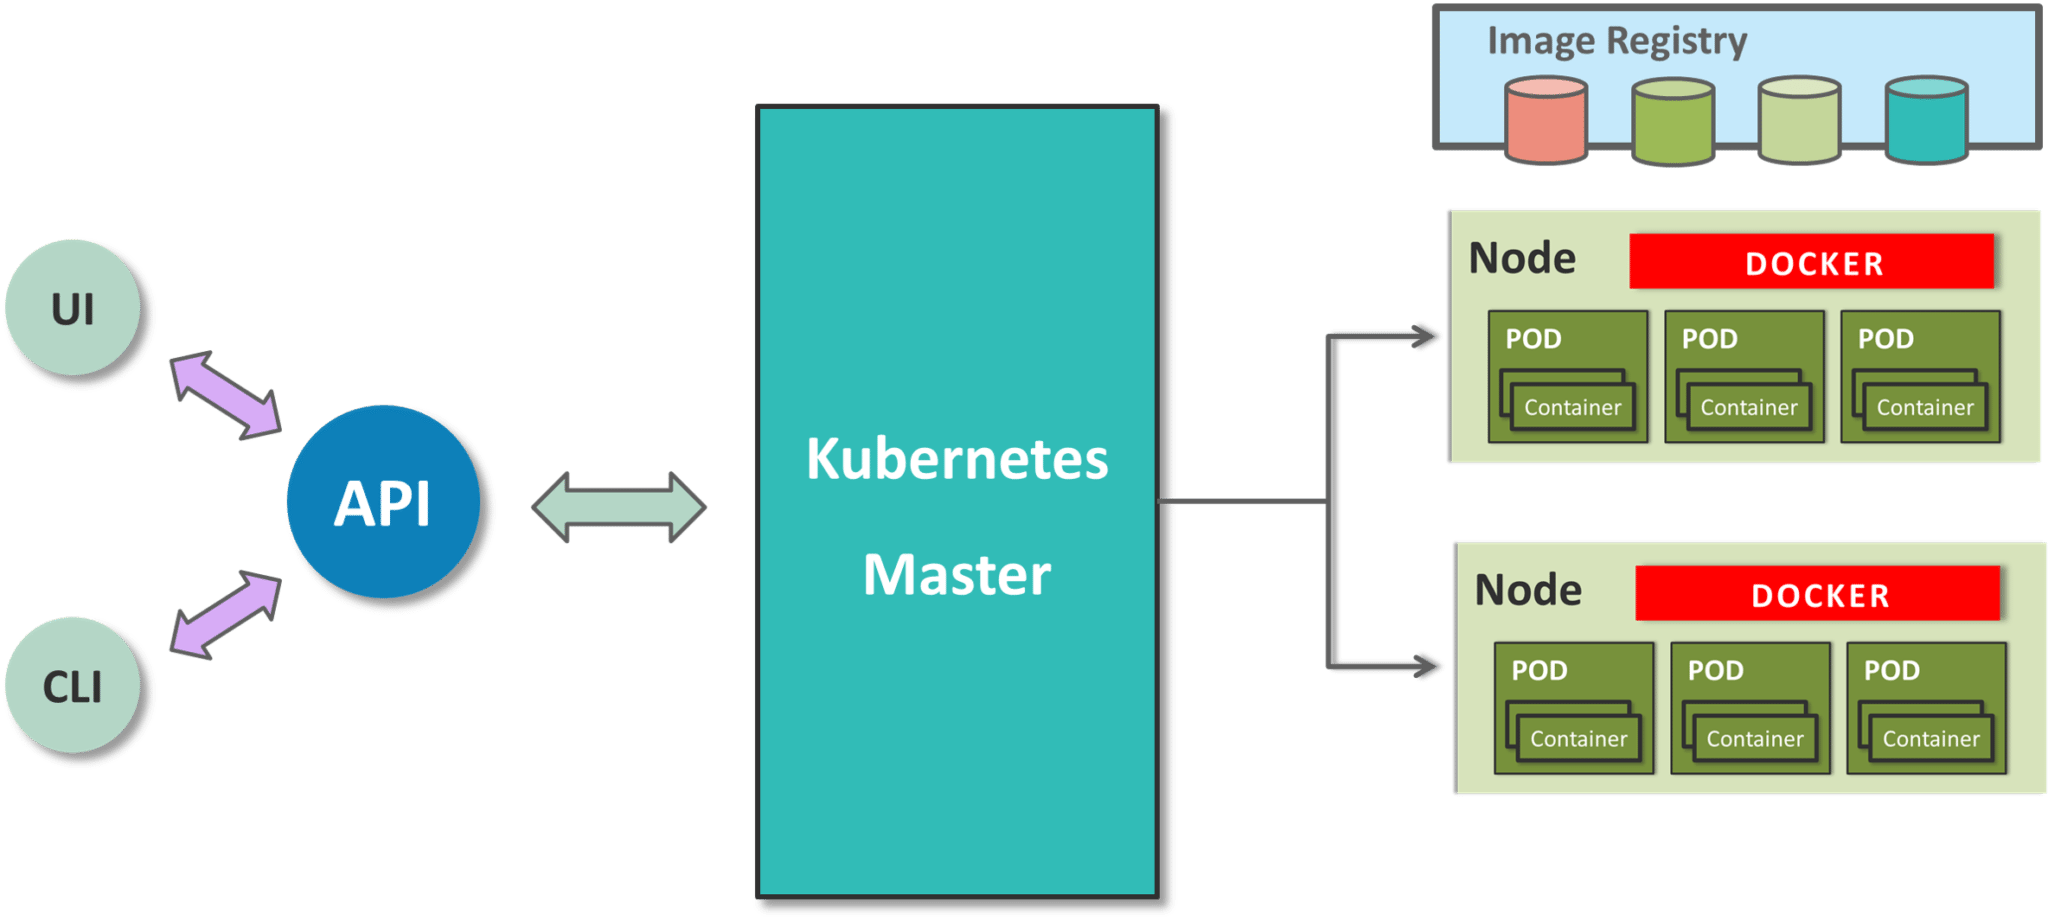 UI
CLI
API
Kubernetes
Master
Image Registry
Node
DOCKER
POD
Container
POD
Container
POD
Container
Node
DOCKER
POD
Container
POD
Container
POD
Container